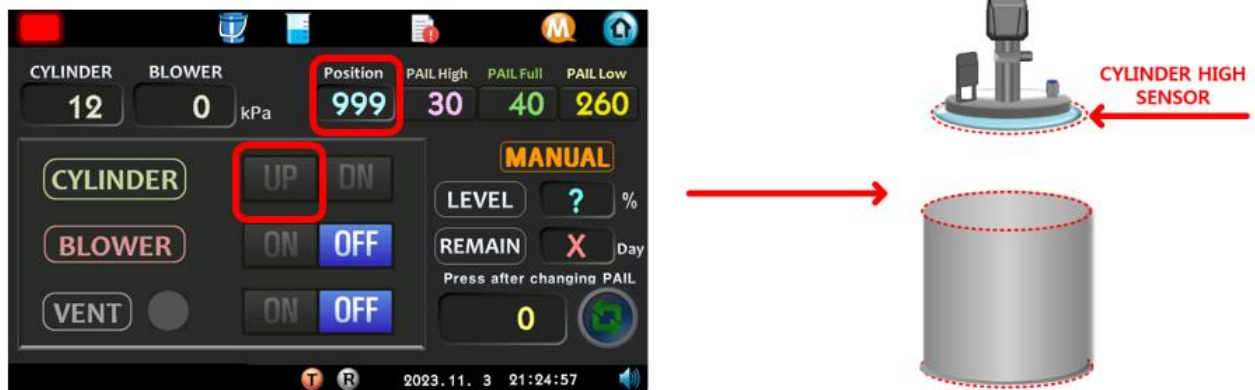 M
CYLINDER BLOWER Position PAIL High PAIL Full PAIL Low
12 0 kPa 999 30 40 260
MANUAL
CYLINDER UP DN
LEVEL ? %
BLOWER ON OFF
REMAIN X Day
Press after changing PAIL
VENT ON OFF
0
T R 2023.11. 3 21:24:57
CYLINDER HIGH
SENSOR